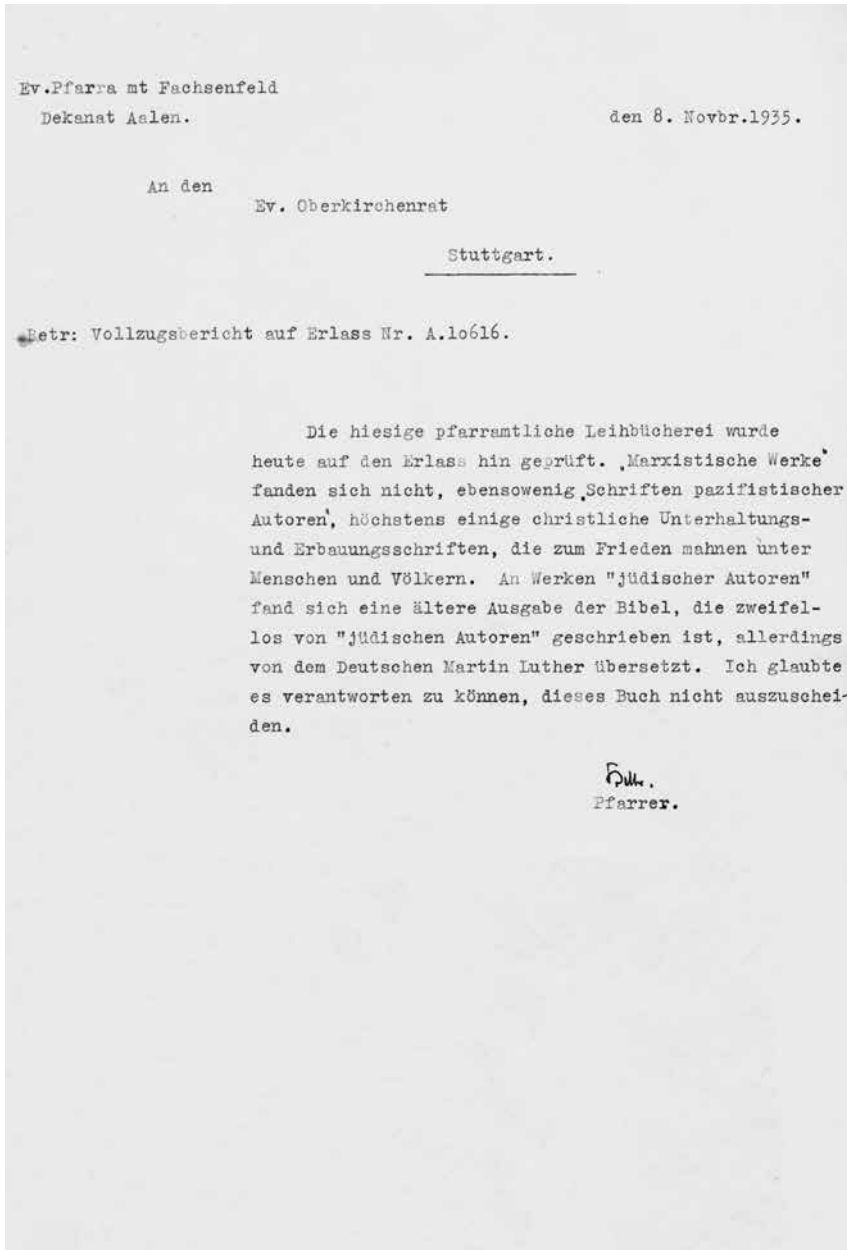 Ev.Pfarra mt Fachsenfeld
Dekanat Aalen.
den 8. Novbr.1935.
An den
Ev. Oberkirchenrat
Stuttgart.
Betr: Vollzugsbericht auf Erlass Nr. A.lo616.
Die hiesige pfarramtliche Leihbücherei wurde
heute auf den Erlass hin geprüft. ‚Marxistische Werke‘
fanden sich nicht, ebensowenig ‚Schriften pazifistischer
Autoren‘, höchstens einige christliche Unterhaltungs-
und Erbauungsschriften, die zum Frieden mahnen unter
Menschen und Völkern. An Werken "jüdischer Autoren"
fand sich eine ältere Ausgabe der Bibel, die zweifel-
los von "jüdischen Autoren" geschrieben ist, allerdings
von dem Deutschen Martin Luther übersetzt. Ich glaubte
es verantworten zu können, dieses Buch nicht auszuschei-
den.
Pfarrer.